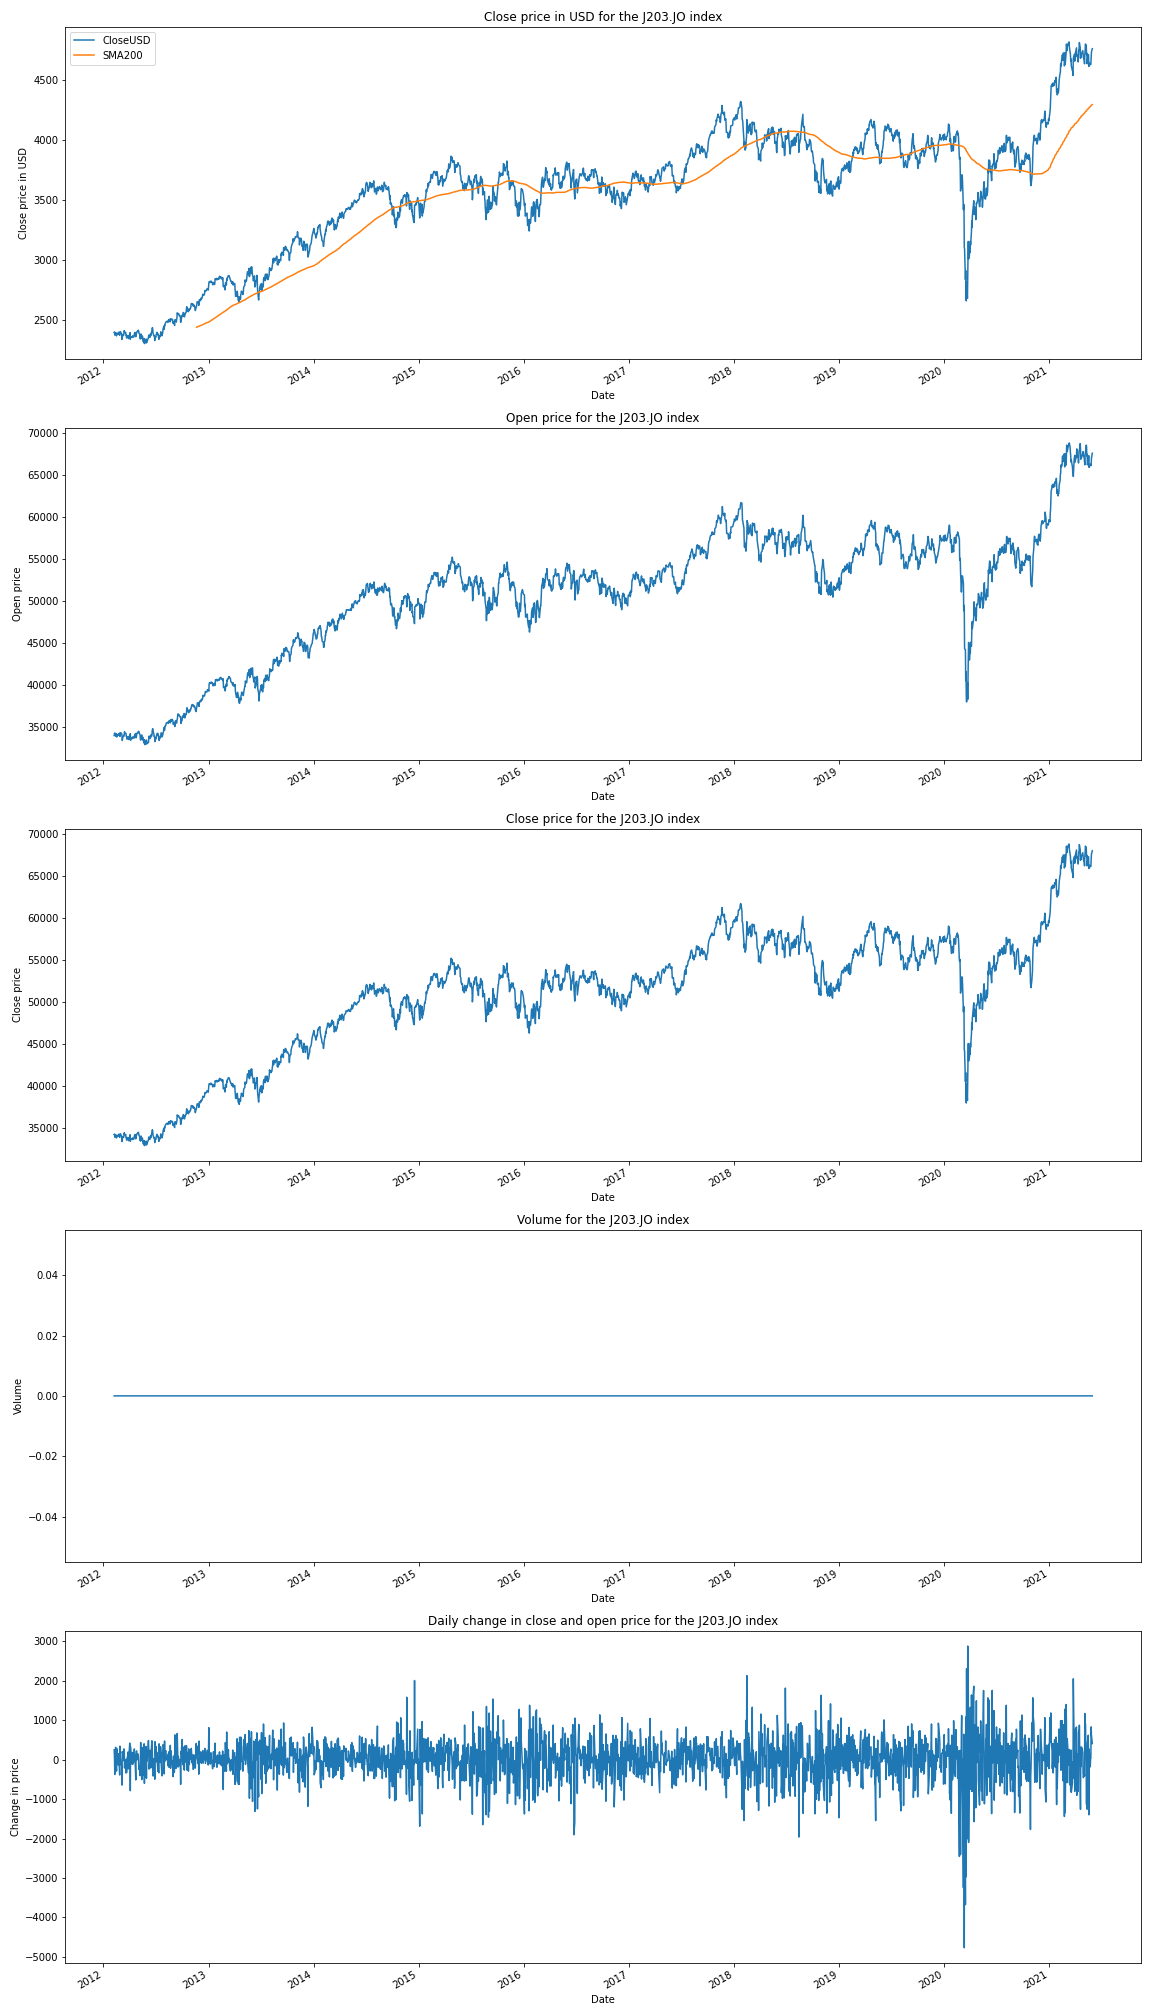 Close price in USD for the J203.JO index
CloseUSD
SMA200
4500
4000
3500
3000
2500
Close price in USD
2012 2013 2014 2015 2016 2017 2018 2019 2020 2021
Date
Open price for the J203.JO index
70000
65000
60000
55000
50000
45000
40000
35000
Open price
2012 2013 2014 2015 2016 2017 2018 2019 2020 2021
Date
Close price for the J203.JO index
70000
65000
60000
55000
50000
45000
40000
35000
Close price
2012 2013 2014 2015 2016 2017 2018 2019 2020 2021
Date
Volume for the J203.JO index
0.04
0.02
0.00
−0.02
−0.04
Volume
2012 2013 2014 2015 2016 2017 2018 2019 2020 2021
Date
Daily change in close and open price for the J203.JO index
3000
2000
1000
0
−1000
−2000
−3000
−4000
−5000
Change in price
2012 2013 2014 2015 2016 2017 2018 2019 2020 2021
Date